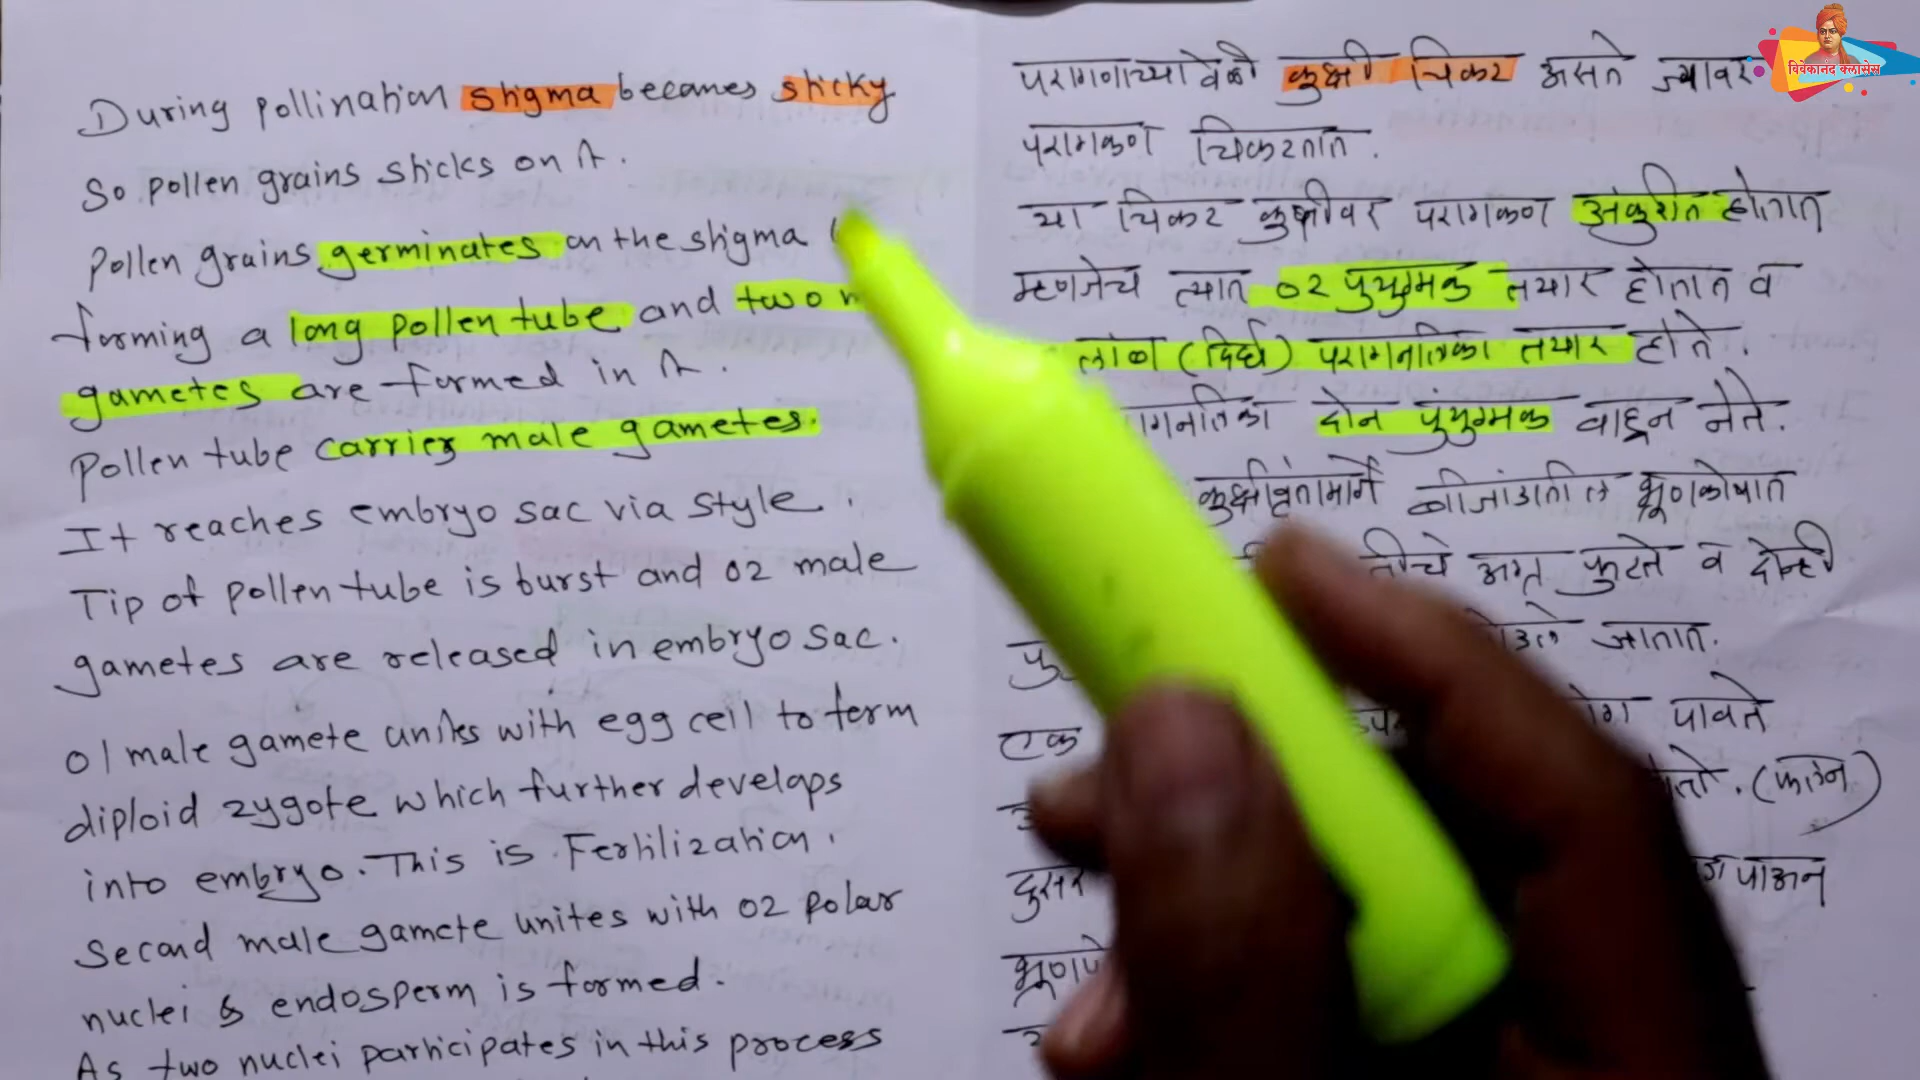 During pollination stigma becomes sticky
So pollen grains sticks on it.
Pollen grains germinates on the stigma
forming a long pollen tube and two
gametes are formed in it.
Pollen tube carries male gametes.
It reaches embryo sac via style.
Tip of pollen tube is burst and 02 male
gametes are released in embryo sac.
01 male gamete unites with egg cell to form
diploid zygote which further develops
into embryo. This is Fertilization.
Second male gamete unites with 02 polar
nuclei & endosperm is formed.
As two nuclei participates in this process
परागणाच्यावेळी कुक्षी चिकट असते ज्यावर
परागकण चिकटतात.
या चिकट कुक्षीवर परागकण अंकुरीत होतात
म्हणजेच त्यात 02 पुंयुग्मक तयार होतात व
लांब (दिर्घ) परागनलिका तयार होते.
दोन पुंयुग्मक वाहून नेते.
कुक्षीवृंतामार्गे बीजांडातील भ्रूणकोषात
अग्र फुटते व दोन्ही
जातात.
एक पावते
(फलन)
पाऊन
विवेकानंद क्लासेस